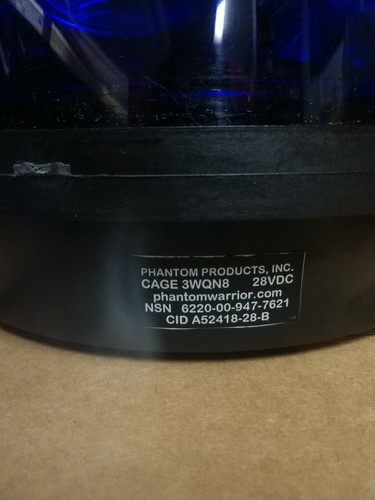 PHANTOM PRODUCTS, INC.
CAGE 3WQN8 28VDC
phantomwarrior.com
NSN 6220-00-947-7621
CID A52418-28-B